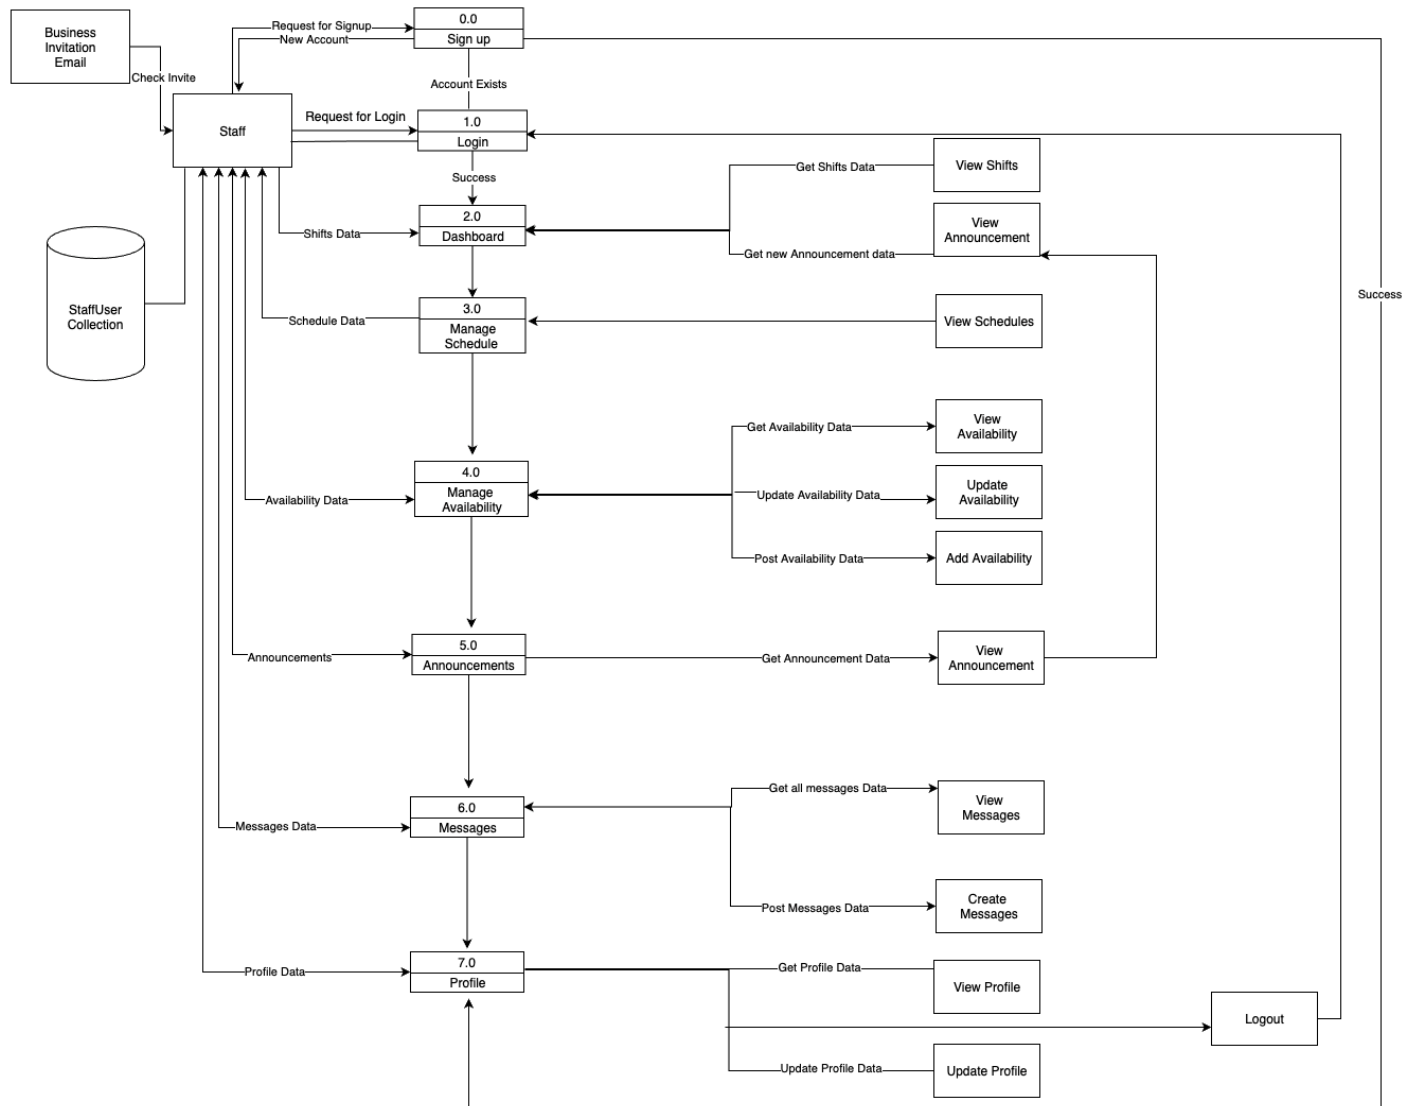 Business
Invitation
Email
Check Invite
Request for Signup
New Account
0.0
Sign up
Account Exists
Staff
Request for Login
1.0
Login
Success
View Shifts
Get Shifts Data
2.0
Dashboard
Shifts Data
View
Announcement
Get new Announcement data
Success
StaffUser
Collection
Schedule Data
3.0
Manage
Schedule
View Schedules
Get Availability Data
View
Availability
4.0
Manage
Availability
Availability Data
Update Availability Data
Update
Availability
Post Availability Data
Add Availability
5.0
Announcements
Announcements
Get Announcement Data
View
Announcement
Get all messages Data
View
Messages
6.0
Messages
Messages Data
Post Messages Data
Create
Messages
7.0
Profile
Profile Data
Get Profile Data
View Profile
Logout
Update Profile Data
Update Profile